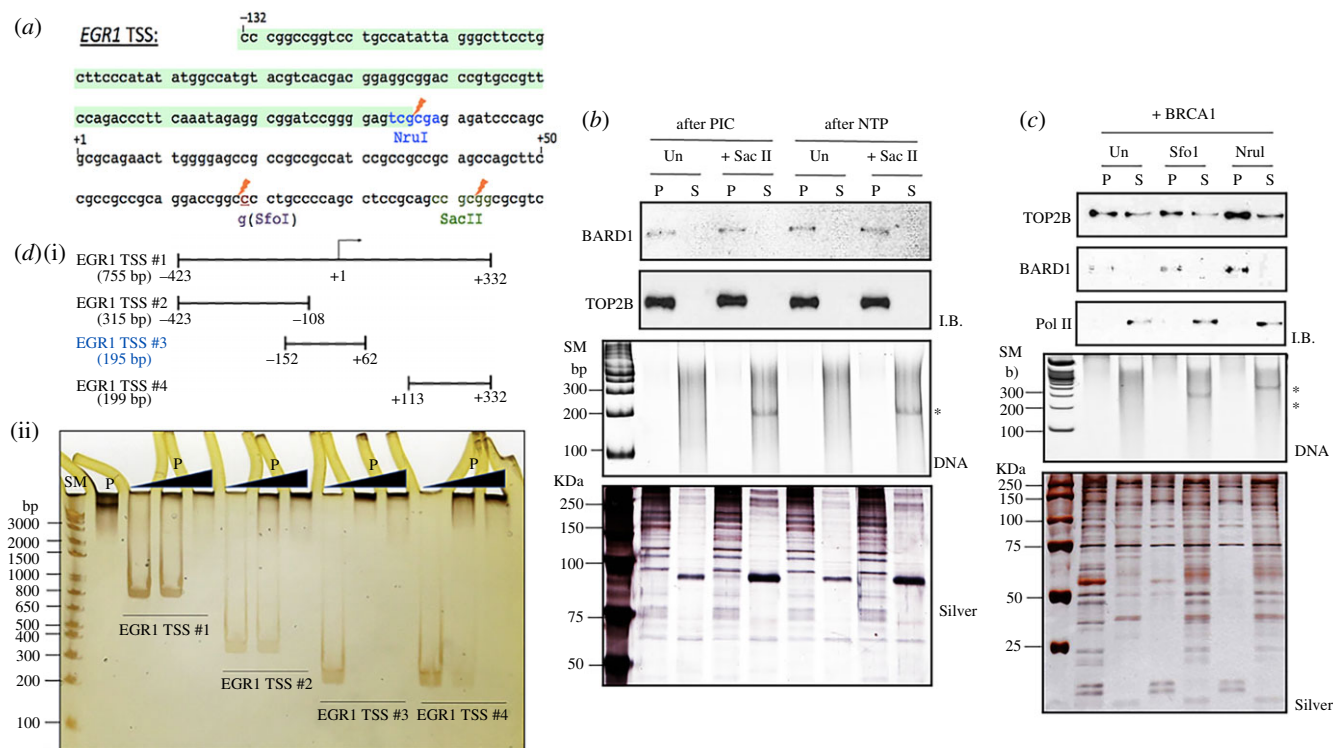 (a)
EGR1 TSS:
−132
cc cggccggtcc tgccatatta gggcttcctg
cttcccatat atggccatgt acgtcacgac ggaggcggac ccgtgccgtt
ccagaccctt caaatagagg cggatccggg gagtcgcgag agatcccagc
NruI
+1 +50
gcgcagaact tggggagccg ccgccgccat ccgccgccgc agccagcttc
cgccgccgca ggaccggccc ctgccccagc ctccgcagcc gcggcgcgtc
g(SfoI) SacII
(d)(i)
EGR1 TSS #1
(755 bp) −423 +1 +332
EGR1 TSS #2
(315 bp) −423 −108
EGR1 TSS #3
(195 bp) −152 +62
EGR1 TSS #4
(199 bp) +113 +332
(ii)
SM P P P P P
bp
3000
2000
1000
800
650
500
400
300
200
100
EGR1 TSS #1
EGR1 TSS #2
EGR1 TSS #3
EGR1 TSS #4
(b)
after PIC after NTP
Un + Sac II Un + Sac II
P S P S P S P S
BARD1
TOP2B
I.B.
SM
bp
300
200
100
*
DNA
KDa
250
150
100
75
50
Silver
(c)
+ BRCA1
Un Sfo1 NruI
P S P S P S
TOP2B
BARD1
Pol II
I.B.
SM
b)
300
200
100
*
*
DNA
KDa
250
150
100
75
50
25
Silver